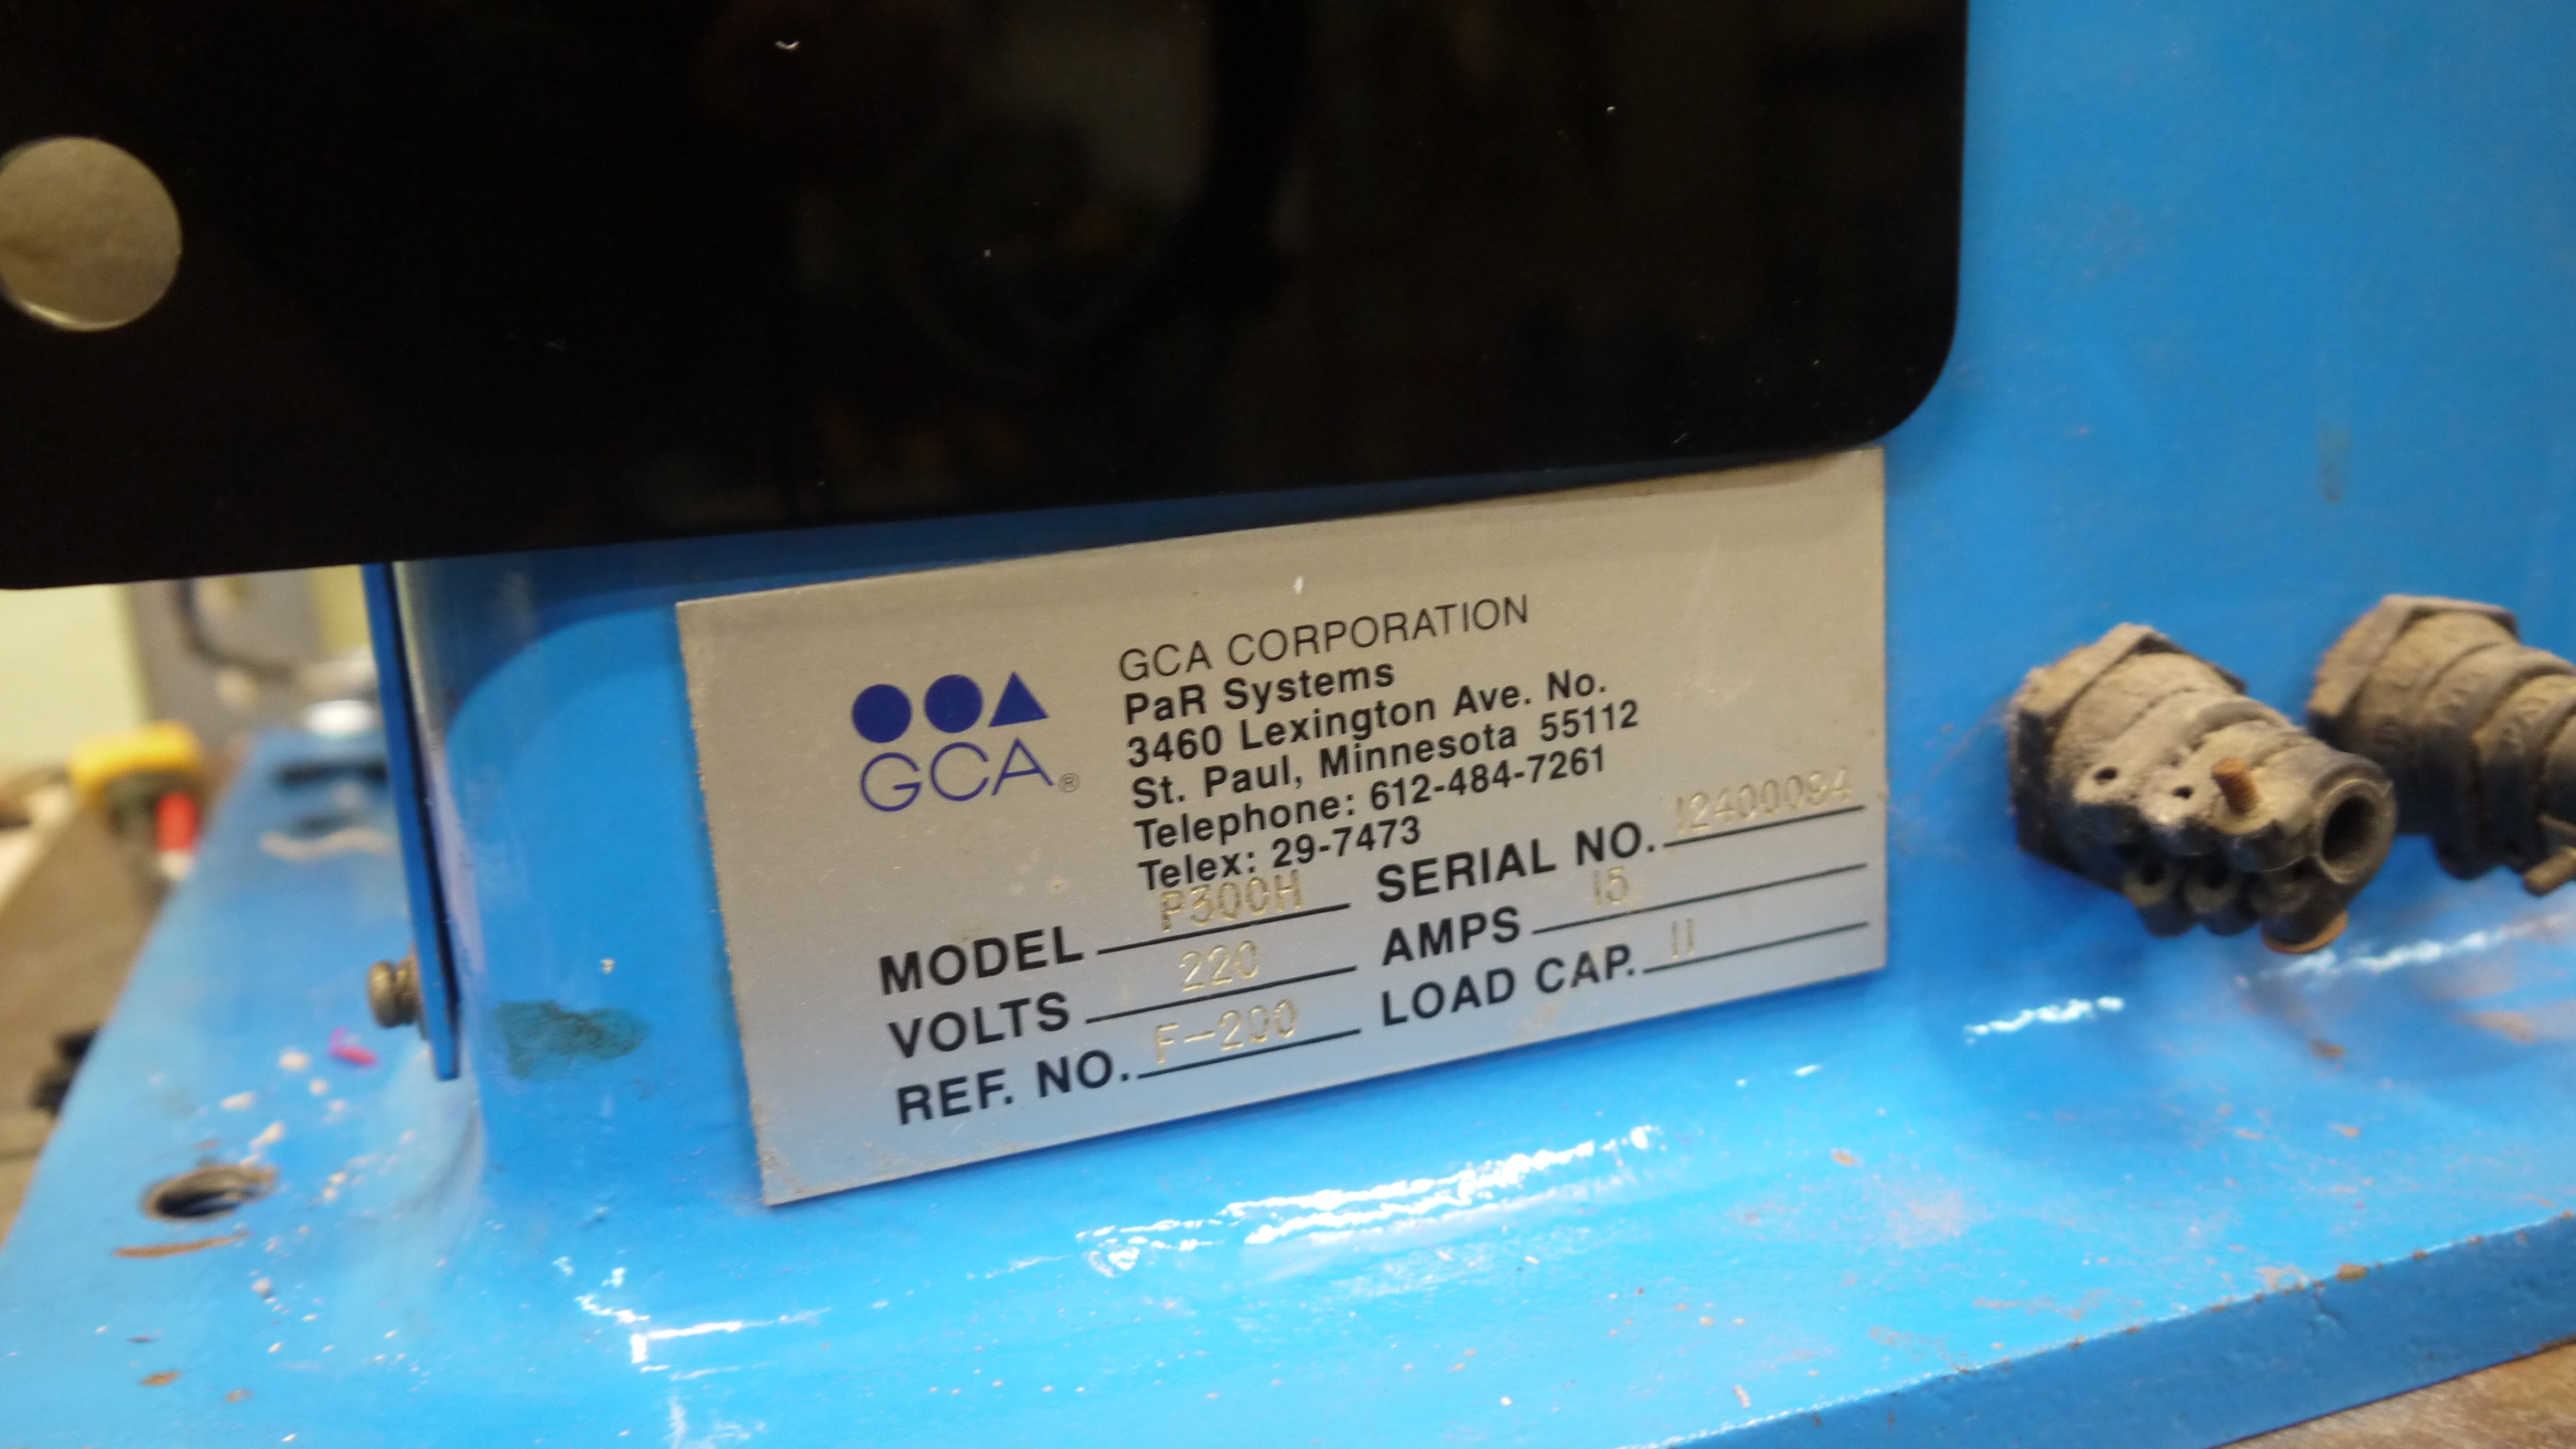 GCA®
GCA CORPORATION
PaR Systems
3460 Lexington Ave. No.
St. Paul, Minnesota 55112
Telephone: 612-484-7261
Telex: 29-7473
MODEL P300H SERIAL NO. 12400094
VOLTS 220 AMPS 15
REF. NO. F-200 LOAD CAP. 11